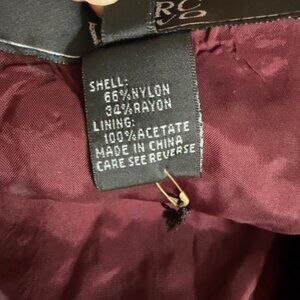 SHELL:
66%NYLON
34%RAYON
LINING:
100%ACETATE
MADE IN CHINA
CARE SEE REVERSE